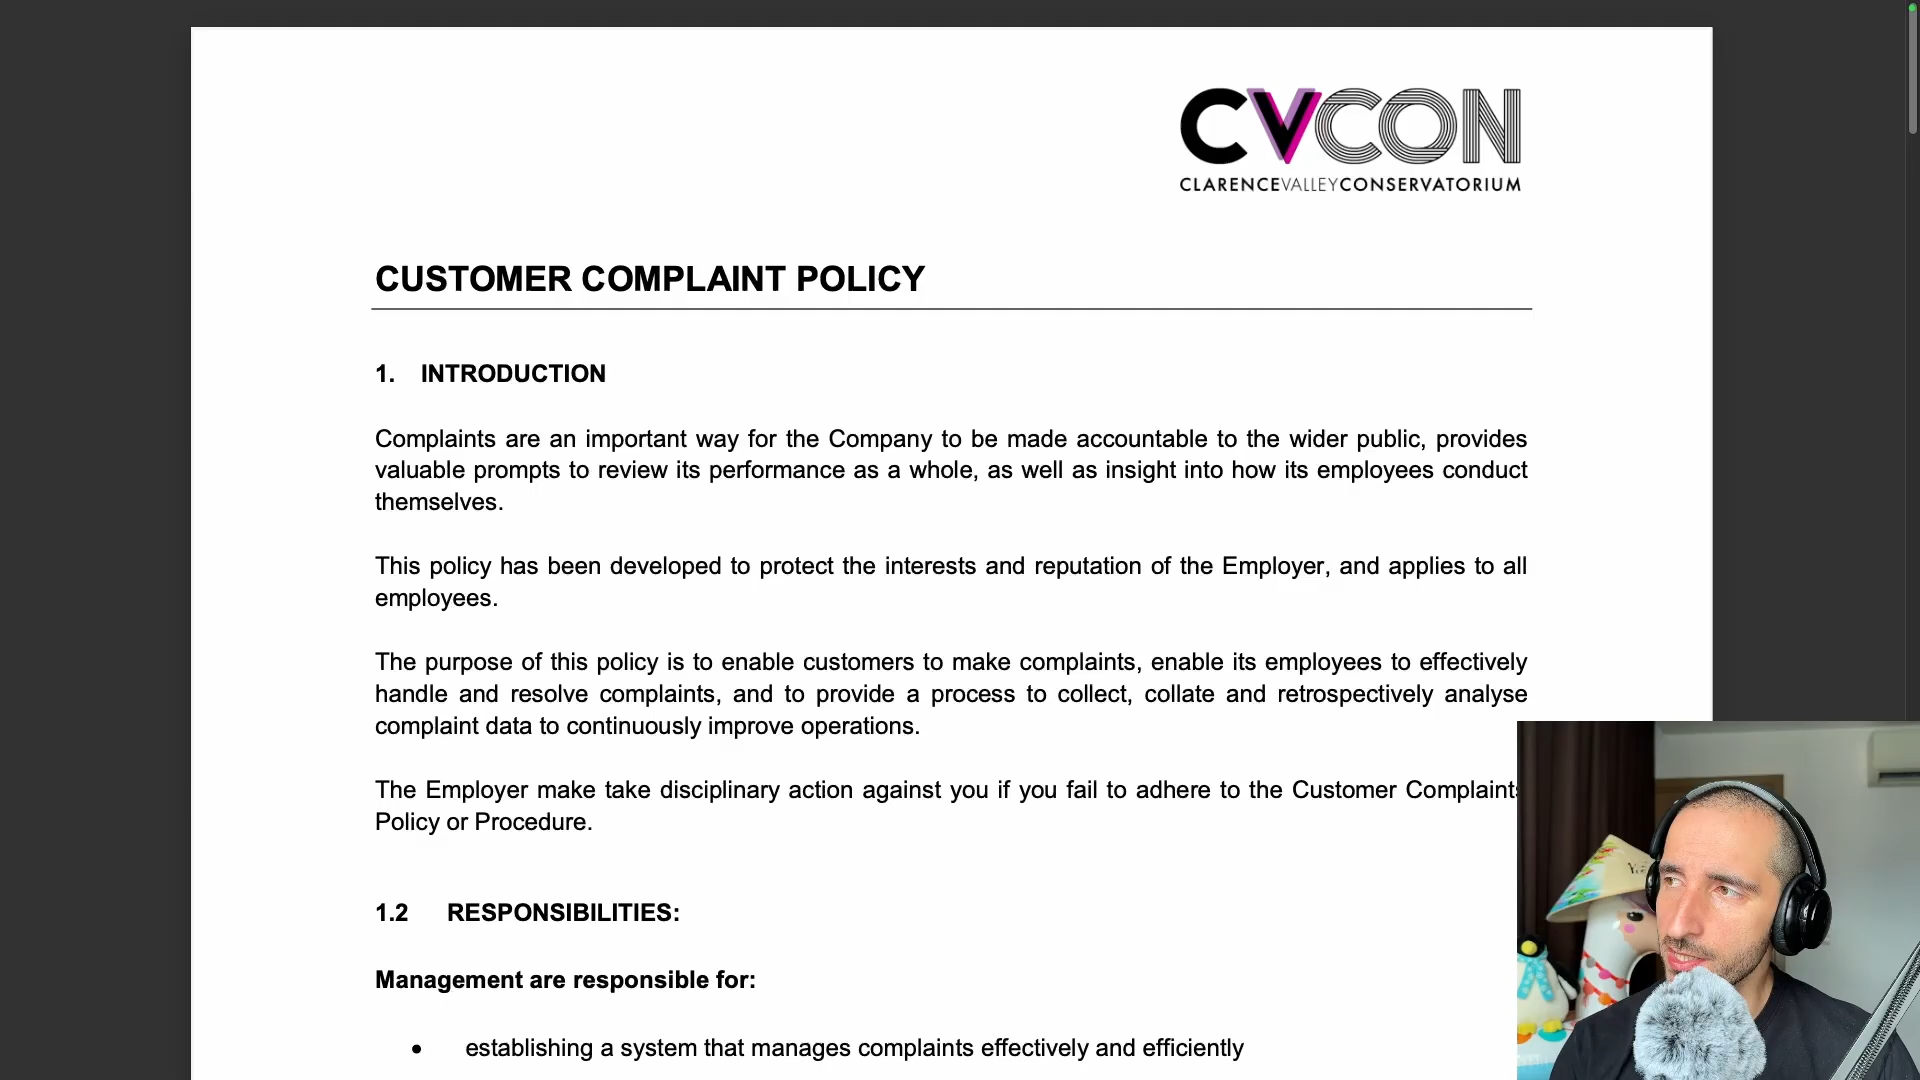 CVCON
CLARENCEVALLEYCONSERVATORIUM
CUSTOMER COMPLAINT POLICY
1. INTRODUCTION
Complaints are an important way for the Company to be made accountable to the wider public, provides
valuable prompts to review its performance as a whole, as well as insight into how its employees conduct
themselves.
This policy has been developed to protect the interests and reputation of the Employer, and applies to all
employees.
The purpose of this policy is to enable customers to make complaints, enable its employees to effectively
handle and resolve complaints, and to provide a process to collect, collate and retrospectively analyse
complaint data to continuously improve operations.
The Employer make take disciplinary action against you if you fail to adhere to the Customer Complaints
Policy or Procedure.
1.2 RESPONSIBILITIES:
Management are responsible for:
• establishing a system that manages complaints effectively and efficiently